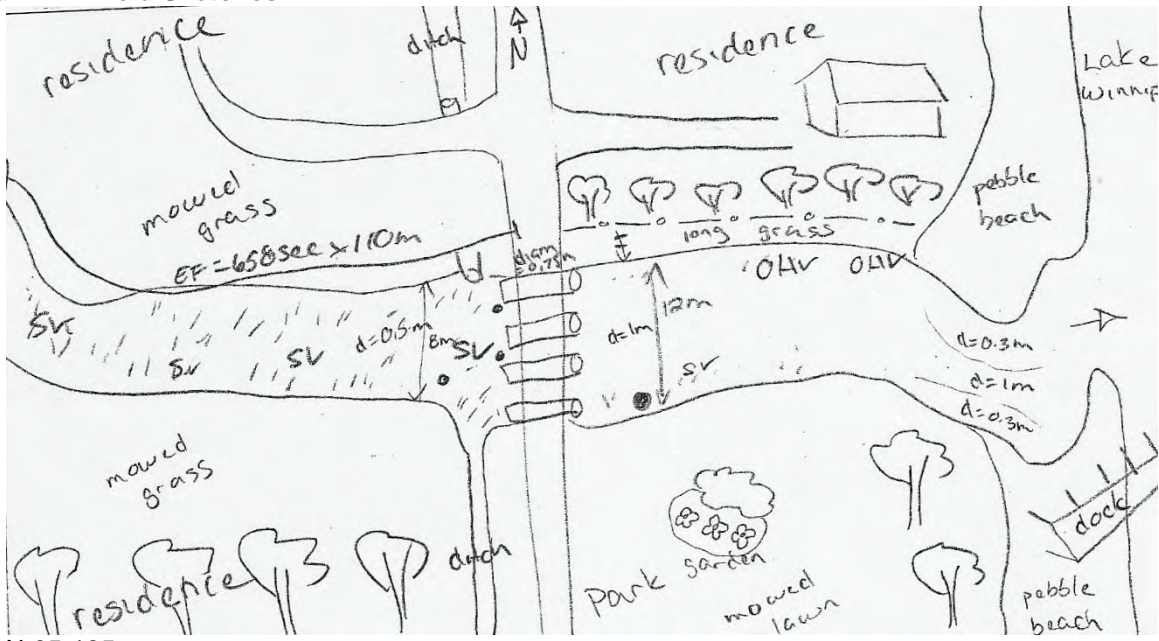 residence
ditch
N
residence
Lake
Winnip
mowed
grass
EF = 658sec x 110m
diam
=0.75m
long grass
pebble
beach
OHV OHV
SV
SV
SV
d=0.5m
8m
SV
d=1m
12m
SV
d=0.3m
d=1m
d=0.3m
mowed
grass
residence
ditch
Park
garden
mowed
lawn
dock
pebble
beach